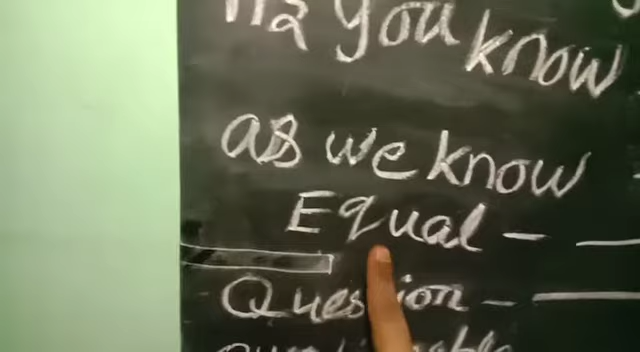 you know
as we know
Equal - —
Question - —